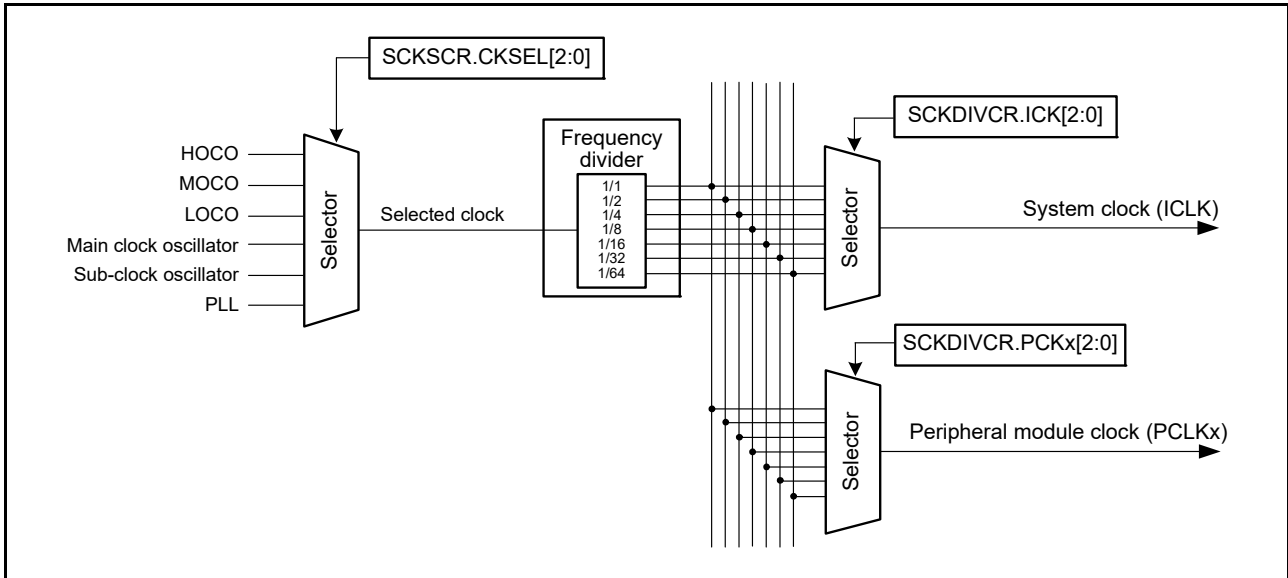 SCKSCR.CKSEL[2:0]
HOCO
MOCO
LOCO
Main clock oscillator
Sub-clock oscillator
PLL
Selector
Selected clock
Frequency
divider
1/1
1/2
1/4
1/8
1/16
1/32
1/64
SCKDIVCR.ICK[2:0]
Selector
System clock (ICLK)
SCKDIVCR.PCKx[2:0]
Selector
Peripheral module clock (PCLKx)